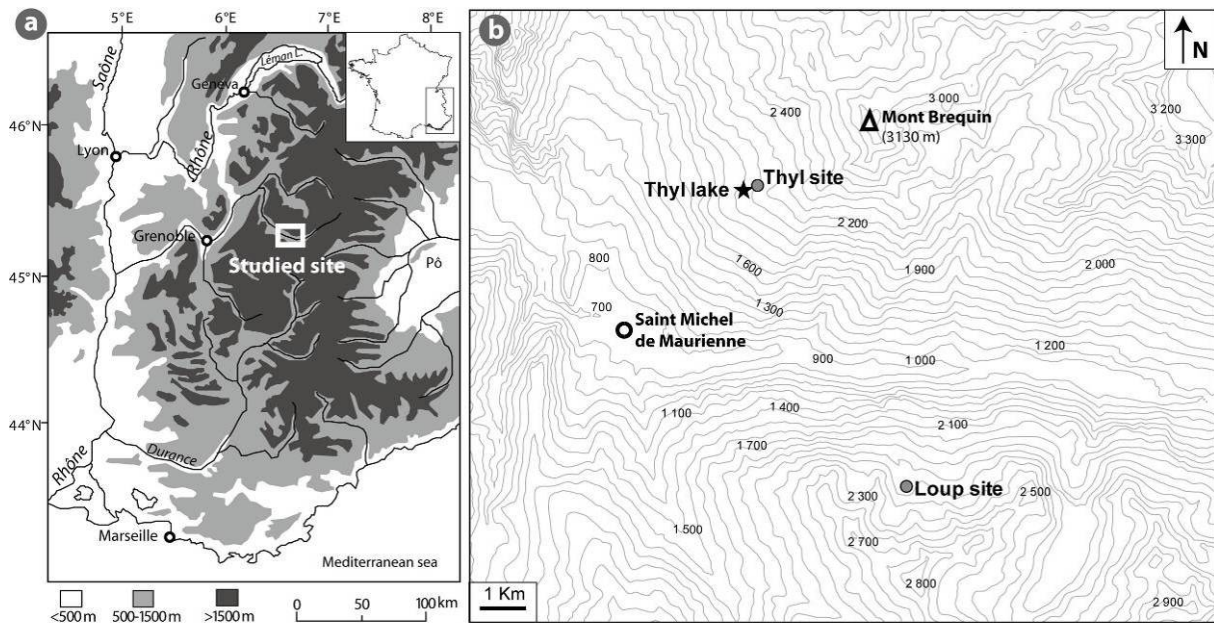 a
5°E
6°E
7°E
8°E
Saône
Léman L.
Geneva
46°N
Lyon
Rhône
Grenoble
Studied site
Pô
45°N
44°N
Durance
Rhône
Marseille
Mediterranean sea
<500 m
500-1500 m
>1500 m
0
50
100 km
b
N
2 400
3 000
Mont Brequin
(3130 m)
3 200
3 300
Thyl lake
Thyl site
2 200
800
1 600
1 900
2 000
700
1 300
Saint Michel
de Maurienne
900
1 000
1 200
1 100
1 400
2 100
1 700
Loup site
2 300
2 500
1.500
2 700
2 800
1 Km
2 900